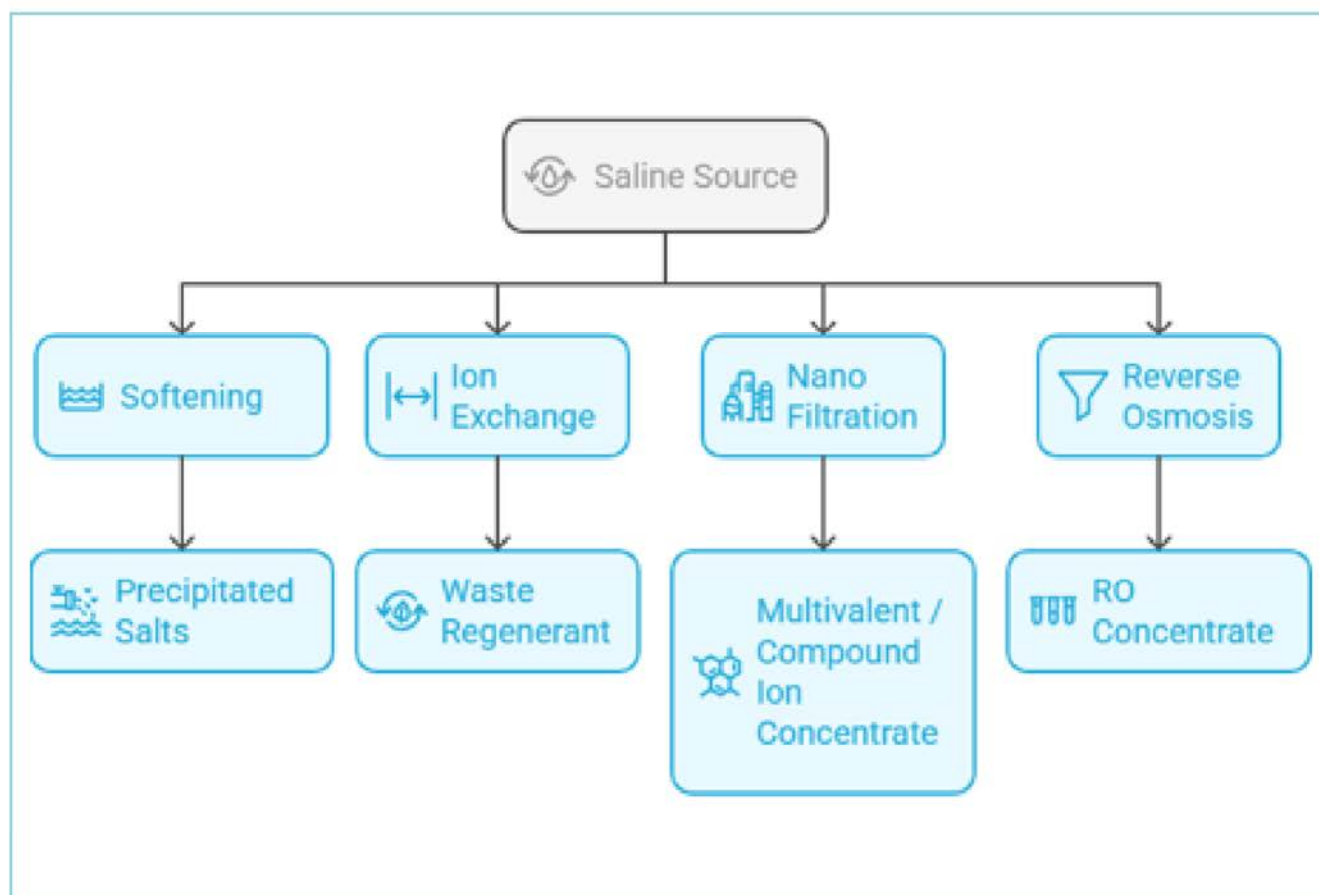 Saline Source
Softening
Ion
Exchange
Nano
Filtration
Reverse
Osmosis
Precipitated
Salts
Waste
Regenerant
Multivalent /
Compound
Ion
Concentrate
RO
Concentrate